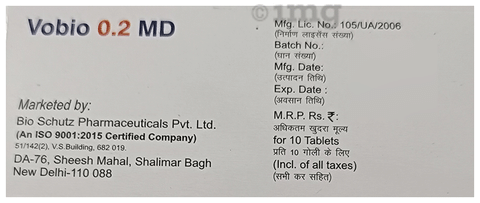 1mg
Vobio 0.2 MD
Marketed by:
Bio Schutz Pharmaceuticals Pvt. Ltd.
(An ISO 9001:2015 Certified Company)
51/142(2), V.S.Building, 682 019.
DA-76, Sheesh Mahal, Shalimar Bagh
New Delhi-110 088
Mfg. Lic. No.: 105/UA/2006
(निर्माण लाइसेंस संख्या)
Batch No.:
(घान संख्या)
Mfg. Date:
(उत्पादन तिथि)
Exp. Date :
(अवसान तिथि)
M.R.P. Rs. ₹:
अधिकतम खुदरा मूल्य
for 10 Tablets
प्रति 10 गोली के लिए
(Incl. of all taxes)
(सभी कर सहित)